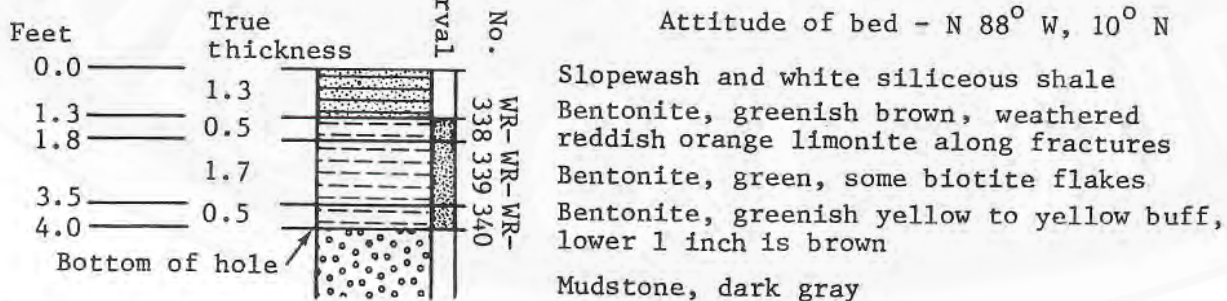 Attitude of bed - N 88° W, 10° N
Feet
True
thickness
No.
0.0
1.3
1.3
0.5
1.8
1.7
3.5
0.5
4.0
Bottom of hole
WR-338
WR-339
WR-340
Slopewash and white siliceous shale
Bentonite, greenish brown, weathered
reddish orange limonite along fractures
Bentonite, green, some biotite flakes
Bentonite, greenish yellow to yellow buff,
lower 1 inch is brown
Mudstone, dark gray